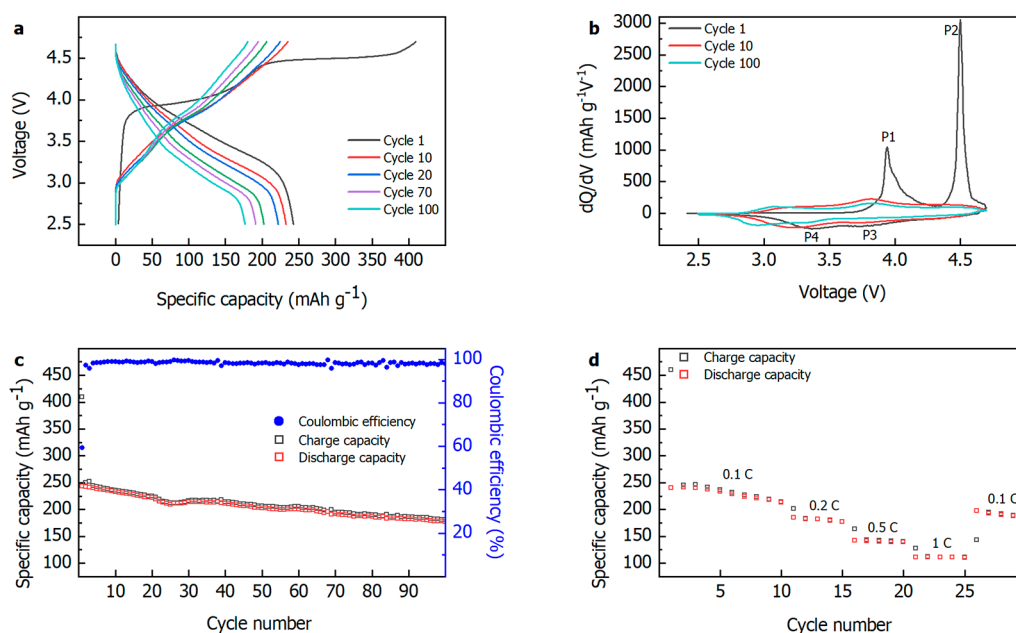 a
Voltage (V)
4.5
4.0
3.5
3.0
2.5
Cycle 1
Cycle 10
Cycle 20
Cycle 70
Cycle 100
0 50 100 150 200 250 300 350 400
Specific capacity (mAh g⁻¹)
b
dQ/dV (mAh g⁻¹V⁻¹)
3000
2500
2000
1500
1000
500
0
Cycle 1
Cycle 10
Cycle 100
P2
P1
P4
P3
2.5 3.0 3.5 4.0 4.5
Voltage (V)
c
Specific capacity (mAh g⁻¹)
450
400
350
300
250
200
150
100
Coulombic efficiency
Charge capacity
Discharge capacity
100
80
60
40
20
Coulombic efficiency (%)
10 20 30 40 50 60 70 80 90
Cycle number
d
Specific capacity (mAh g⁻¹)
450
400
350
300
250
200
150
100
Charge capacity
Discharge capacity
0.1 C
0.2 C
0.5 C
1 C
0.1 C
5 10 15 20 25
Cycle number